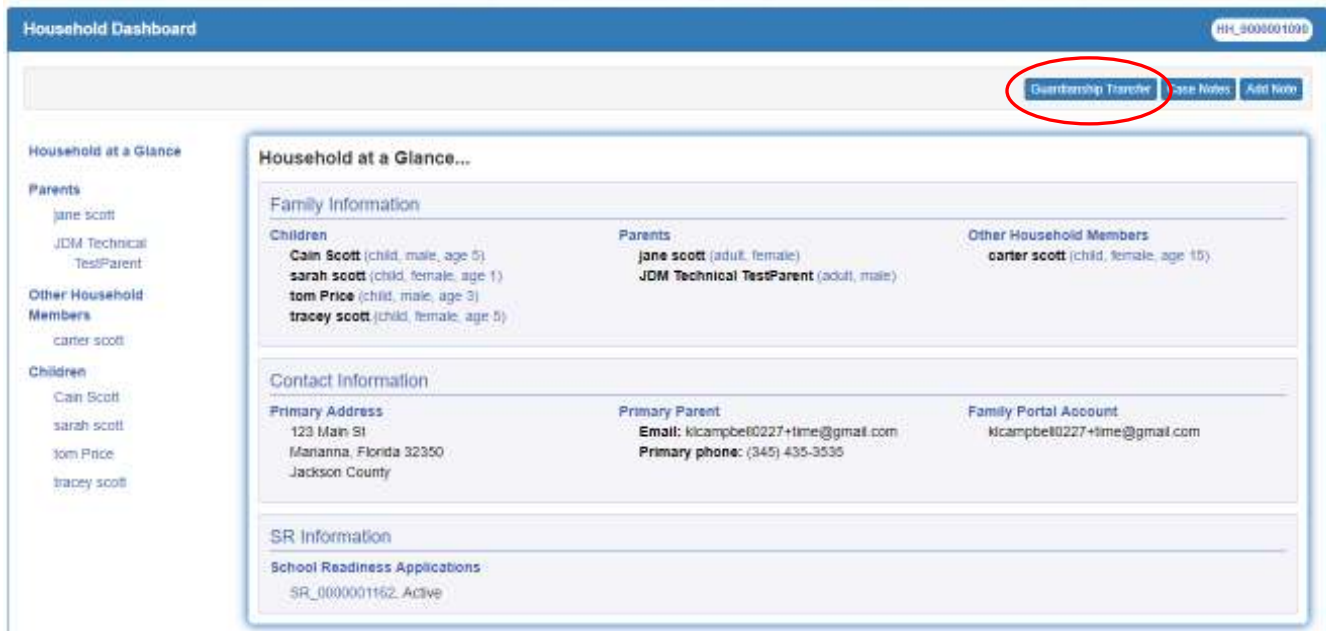 Household Dashboard
HH_0000001090
Guardianship Transfer Case Notes Add Note
Household at a Glance
Parents
jane scott
JDM Technical
TestParent
Other Household
Members
carter scott
Children
Cain Scott
sarah scott
tom Price
tracey scott
Household at a Glance...
Family Information
Children
Cain Scott (child, male, age 5)
sarah scott (child, female, age 1)
tom Price (child, male, age 3)
tracey scott (child, female, age 5)
Parents
jane scott (adult, female)
JDM Technical TestParent (adult, male)
Other Household Members
carter scott (child, female, age 15)
Contact Information
Primary Address
123 Main St
Marianna, Florida 32350
Jackson County
Primary Parent
Email: klcampbell0227+time@gmail.com
Primary phone: (345) 435-3535
Family Portal Account
klcampbell0227+time@gmail.com
SR Information
School Readiness Applications
SR_0000001162, Active